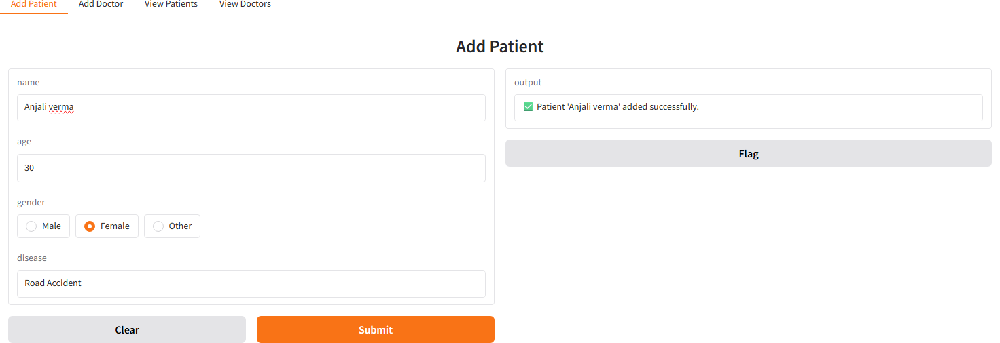 Add Patient Add Doctor View Patients View Doctors
Add Patient
name
Anjali verma
age
30
gender
Male Female Other
disease
Road Accident
Clear Submit
output
✅ Patient 'Anjali verma' added successfully.
Flag